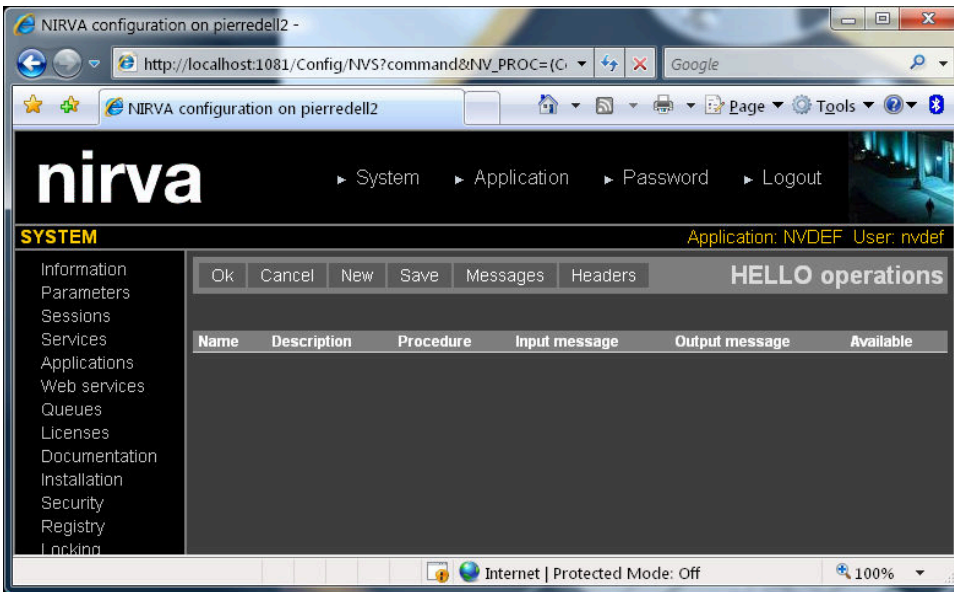 NIRVA configuration on pierredell2 -
http://localhost:1081/Config/NVS?command&NV_PROC=(C
Google
NIRVA configuration on pierredell2
Page
Tools
nirva
System
Application
Password
Logout
SYSTEM
Application: NVDEF User: nvdef
Information
Parameters
Sessions
Services
Applications
Web services
Queues
Licenses
Documentation
Installation
Security
Registry
Locking
Ok Cancel New Save Messages Headers
HELLO operations
Name Description Procedure Input message Output message Available
Internet | Protected Mode: Off
100%